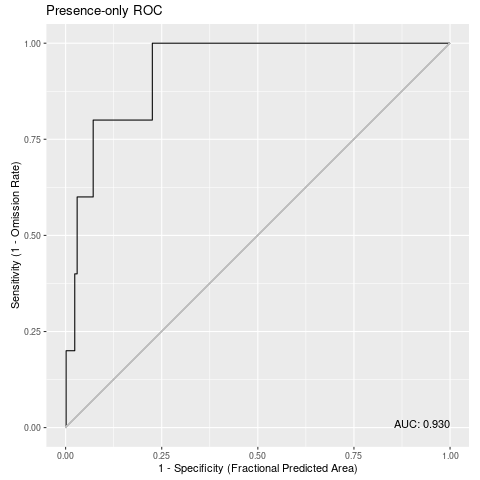 Presence-only ROC
1.00
0.75
0.50
0.25
0.00
Sensitivity (1 - Omission Rate)
AUC: 0.930
0.00 0.25 0.50 0.75 1.00
1 - Specificity (Fractional Predicted Area)